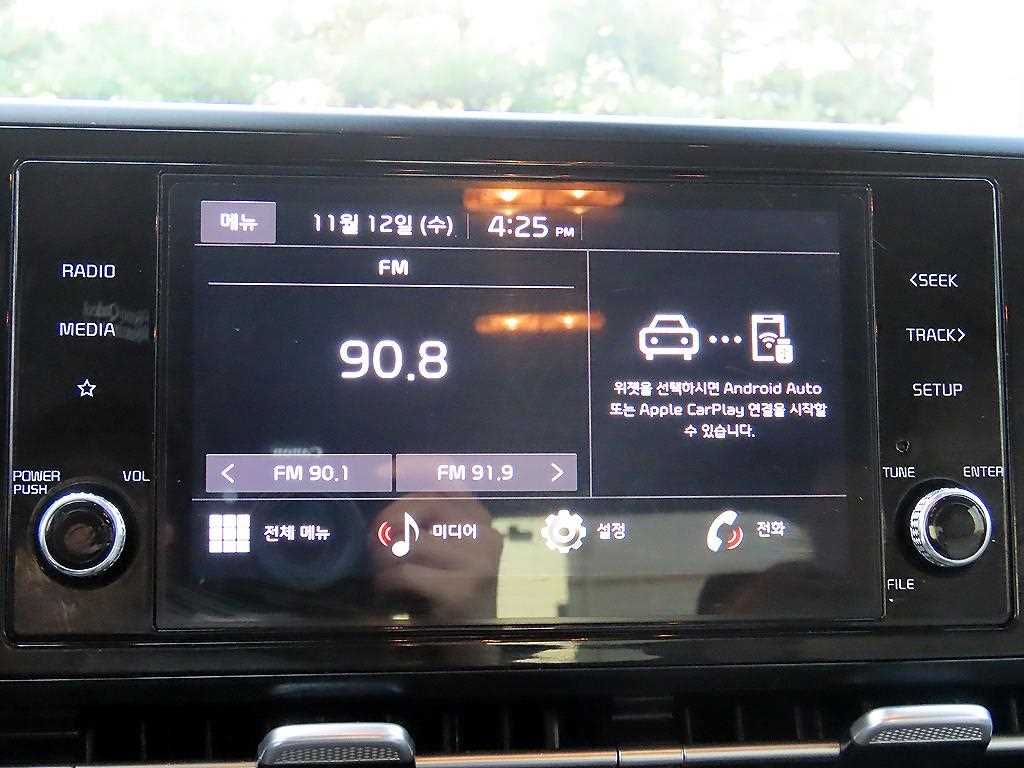 메뉴 11월 12일 (수) 4:25 PM
FM
90.8
< FM 90.1 FM 91.9 >
위젯을 선택하시면 Android Auto
또는 Apple CarPlay 연결을 시작할
수 있습니다.
전체 메뉴 미디어 설정 전화
RADIO
MEDIA
POWER
PUSH
VOL
<SEEK
TRACK>
SETUP
TUNE
ENTER
FILE